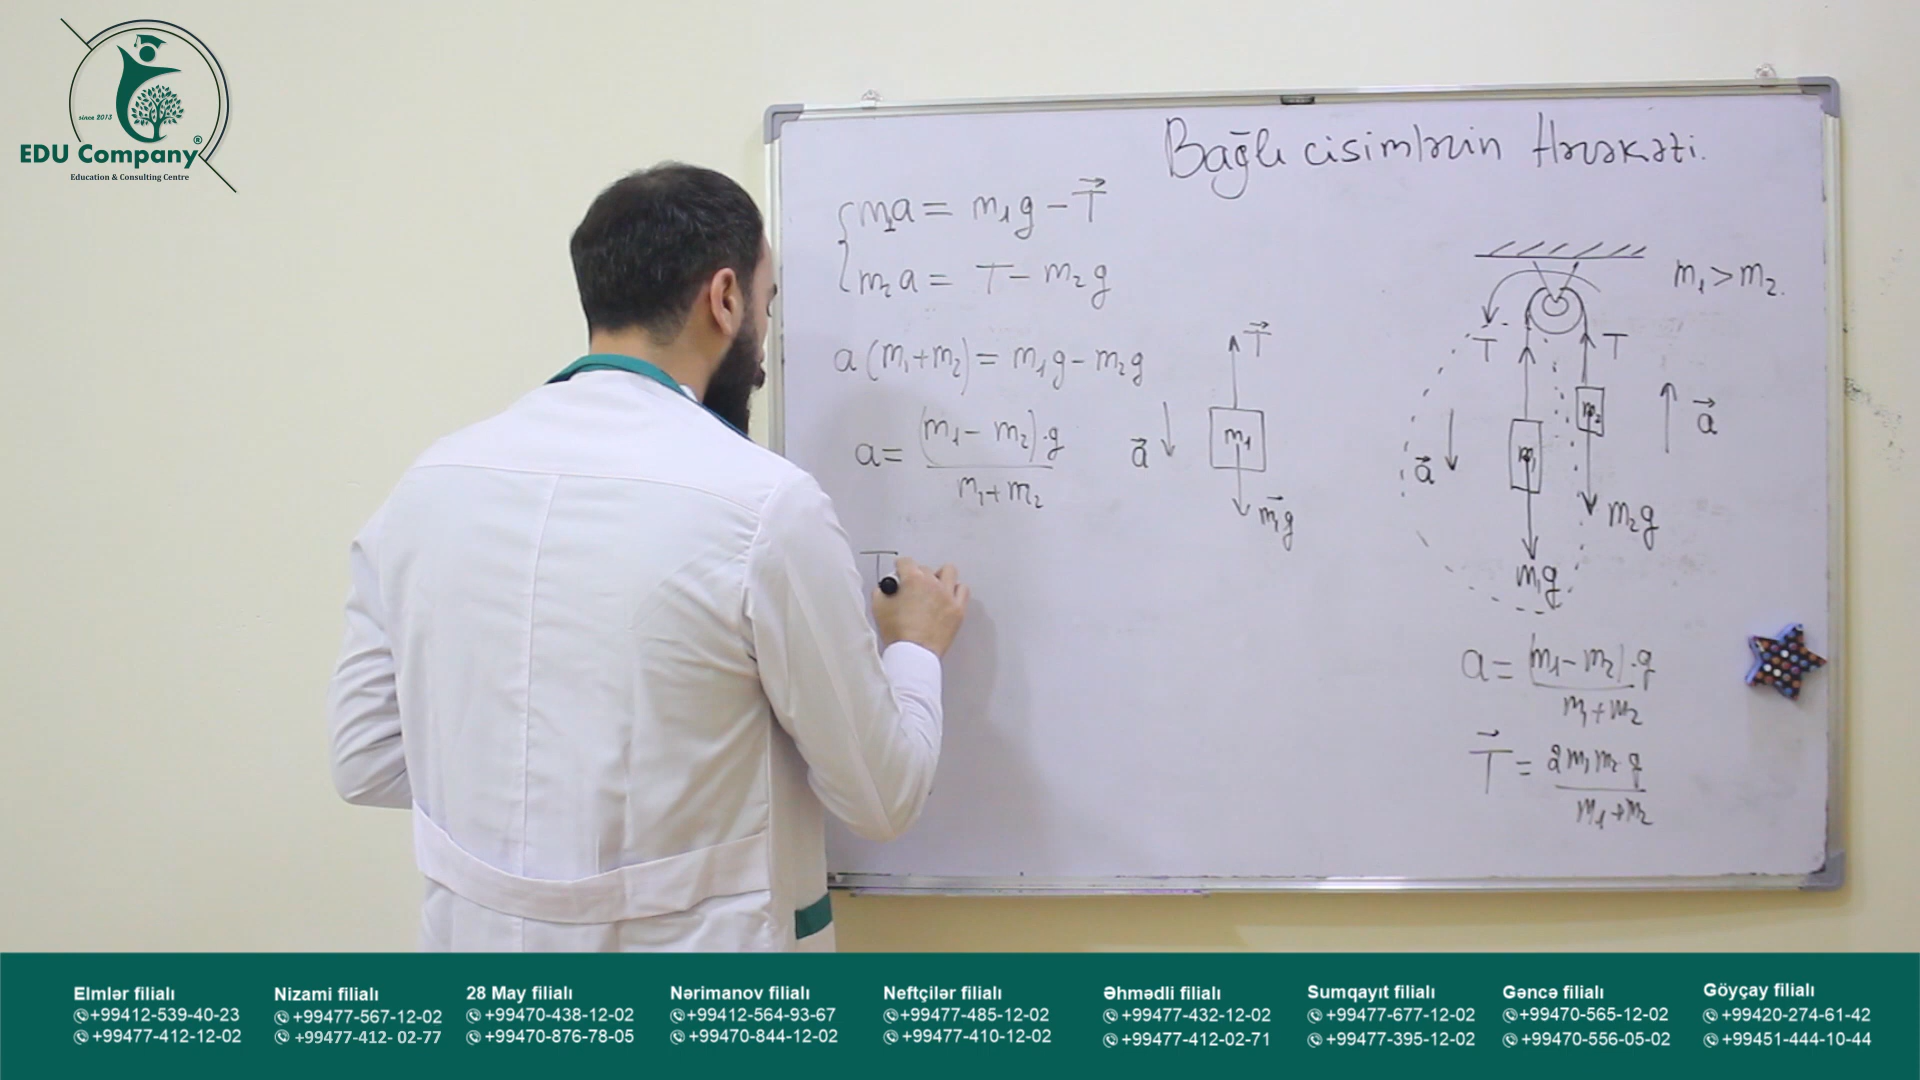 since 2013
EDU Company®
Education & Consulting Centre
Bağlı cisimlərin Hərəkəti.
m₁a = m₁g − T⃗
m₂a = T − m₂g
a (m₁+m₂) = m₁g − m₂g
a = (m₁ − m₂)·g / m₁+m₂
T
T⃗
a⃗
m₁
m⃗₁g
m₁ > m₂.
T
T
m₂
a⃗
a⃗
m₁
m₂g
m₁g
a = (m₁ − m₂)·g / m₁+m₂
T⃗ = 2m₁m₂g / m₁+m₂
Elmlər filialı
+99412-539-40-23
+99477-412-12-02
Nizami filialı
+99477-567-12-02
+99477-412- 02-77
28 May filialı
+99470-438-12-02
+99470-876-78-05
Nərimanov filialı
+99412-564-93-67
+99470-844-12-02
Neftçilər filialı
+99477-485-12-02
+99477-410-12-02
Əhmədli filialı
+99477-432-12-02
+99477-412-02-71
Sumqayıt filialı
+99477-677-12-02
+99477-395-12-02
Gəncə filialı
+99470-565-12-02
+99470-556-05-02
Göyçay filialı
+99420-274-61-42
+99451-444-10-44